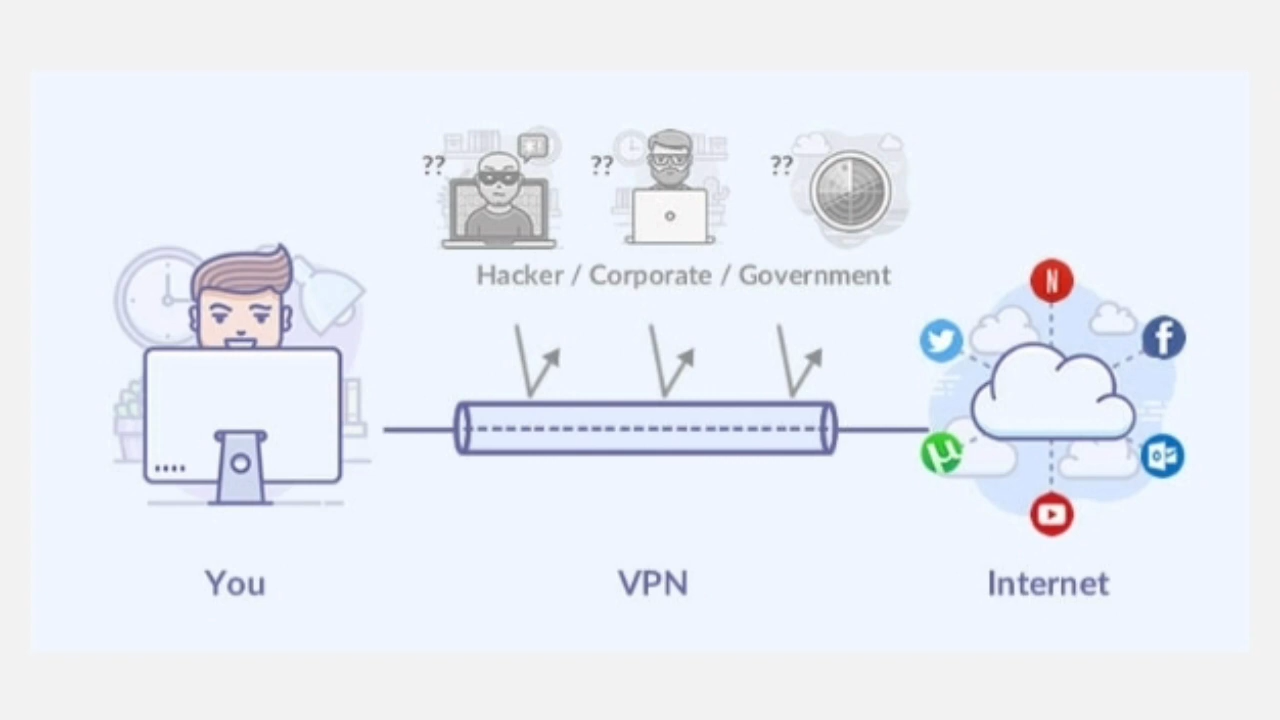 ?? ?? ??
Hacker / Corporate / Government
N
f
µ
You VPN Internet